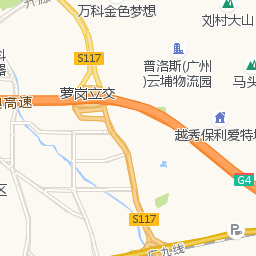 万科金色梦想
刘村大山
S117
普洛斯(广州
)云埔物流园
马头
器
萝岗立交
高速
越秀保利爱特
G4
区
S117
P
广九线